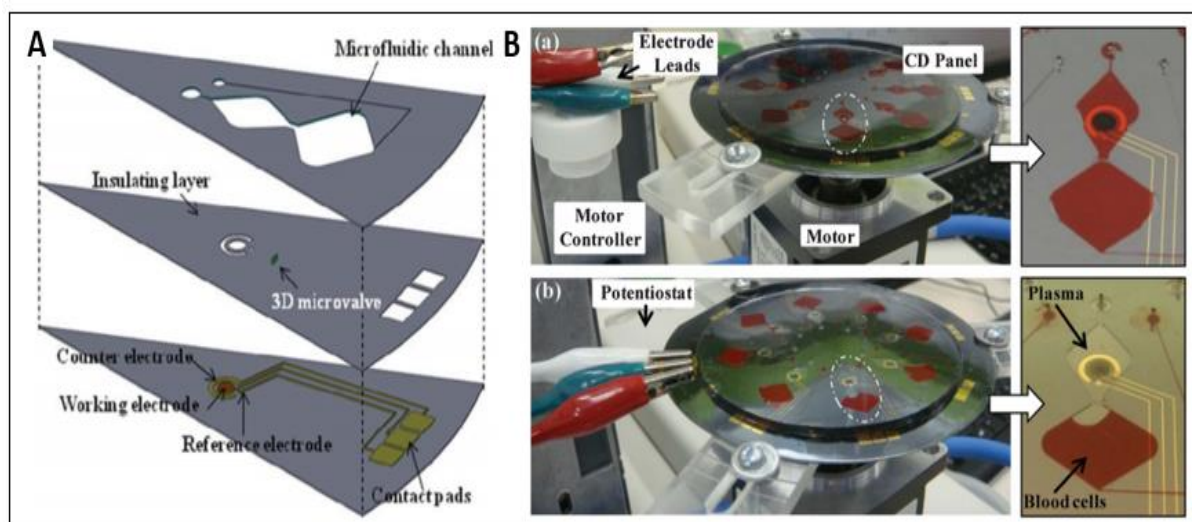 A
Microfluidic channel
Insulating layer
3D microvalve
Counter electrode
Working electrode
Reference electrode
Contact pads
B
(a)
Electrode
Leads
CD Panel
Motor
Controller
Motor
(b)
Potentiostat
Plasma
Blood cells